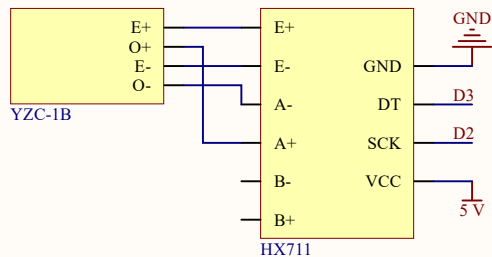 E+
O+
E-
O-
YZC-1B
E+
E-
A-
A+
B-
B+
GND
DT
SCK
VCC
HX711
GND
D3
D2
5 V